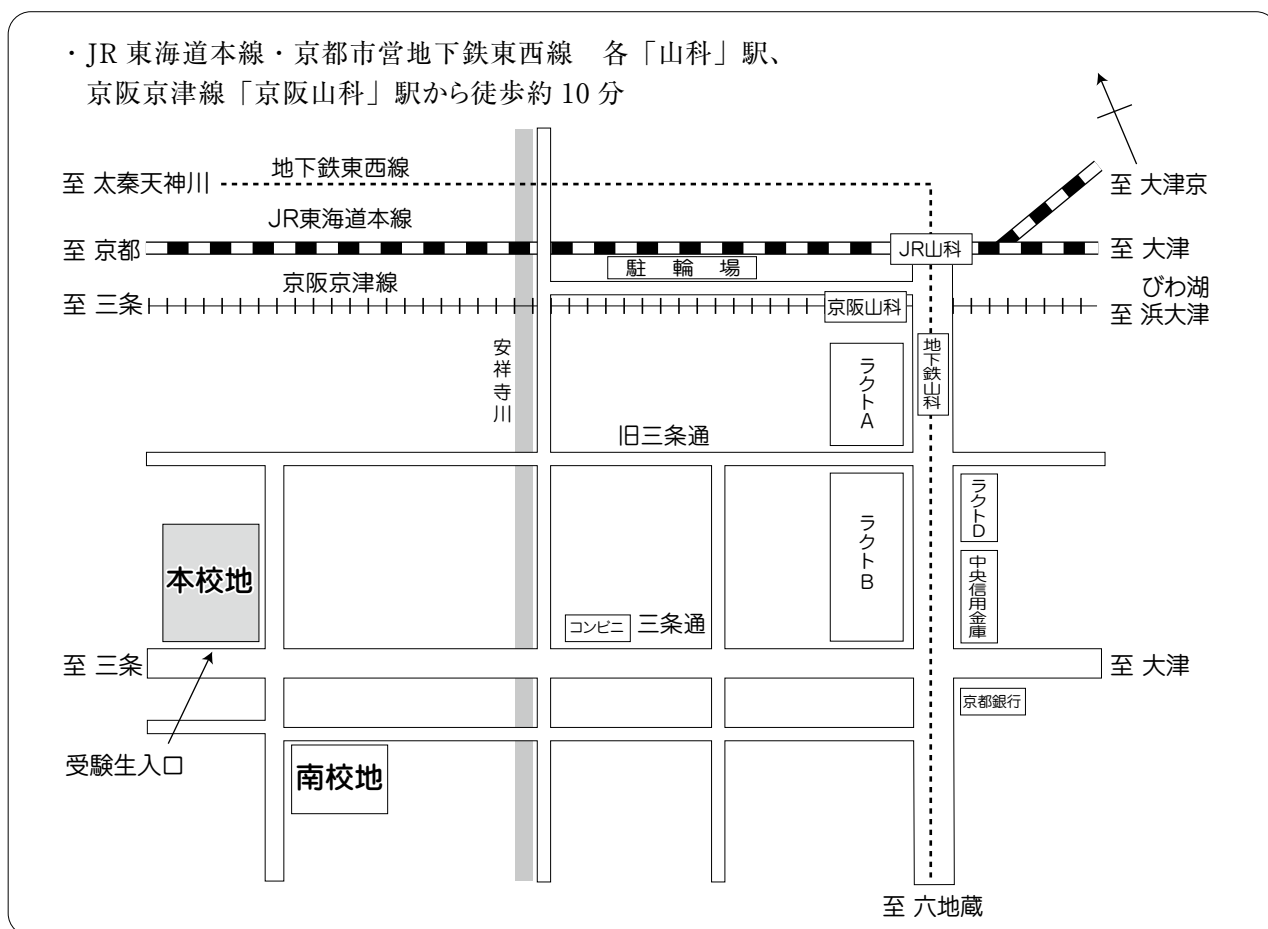 ・JR 東海道本線・京都市営地下鉄東西線　各「山科」駅、
京阪京津線「京阪山科」駅から徒歩約 10 分
地下鉄東西線
至 太秦天神川
至 大津京
JR東海道本線
至 京都
JR山科
至 大津
駐輪場
京阪京津線
至 三条
京阪山科
びわ湖
至 浜大津
安祥寺川
ラクトA
地下鉄山科
旧三条通
ラクトB
ラクトD
中央信用金庫
本校地
コンビニ
三条通
至 三条
至 大津
京都銀行
受験生入口
南校地
至 六地蔵